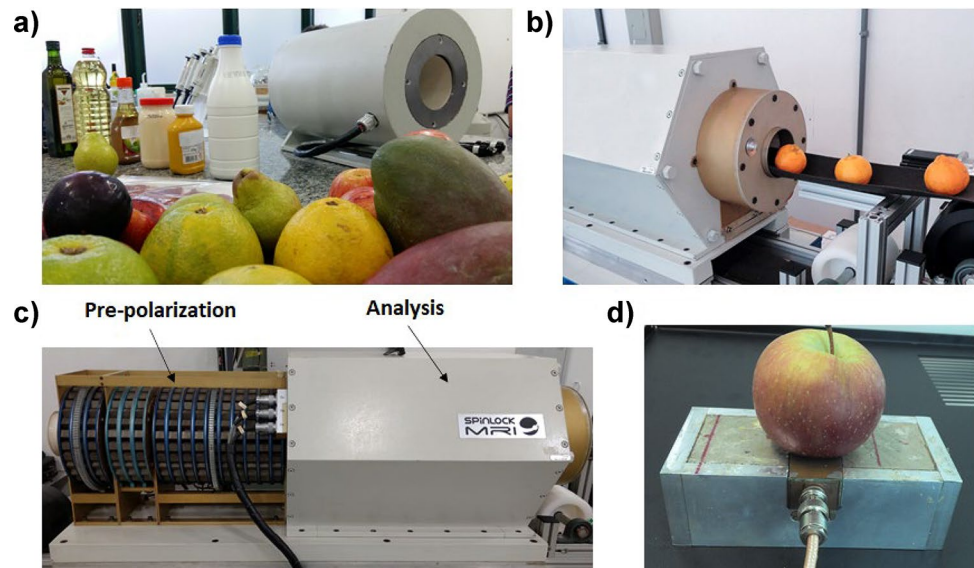 a)
b)
c)
Pre-polarization
Analysis
d)
SPINLOCK
MRI